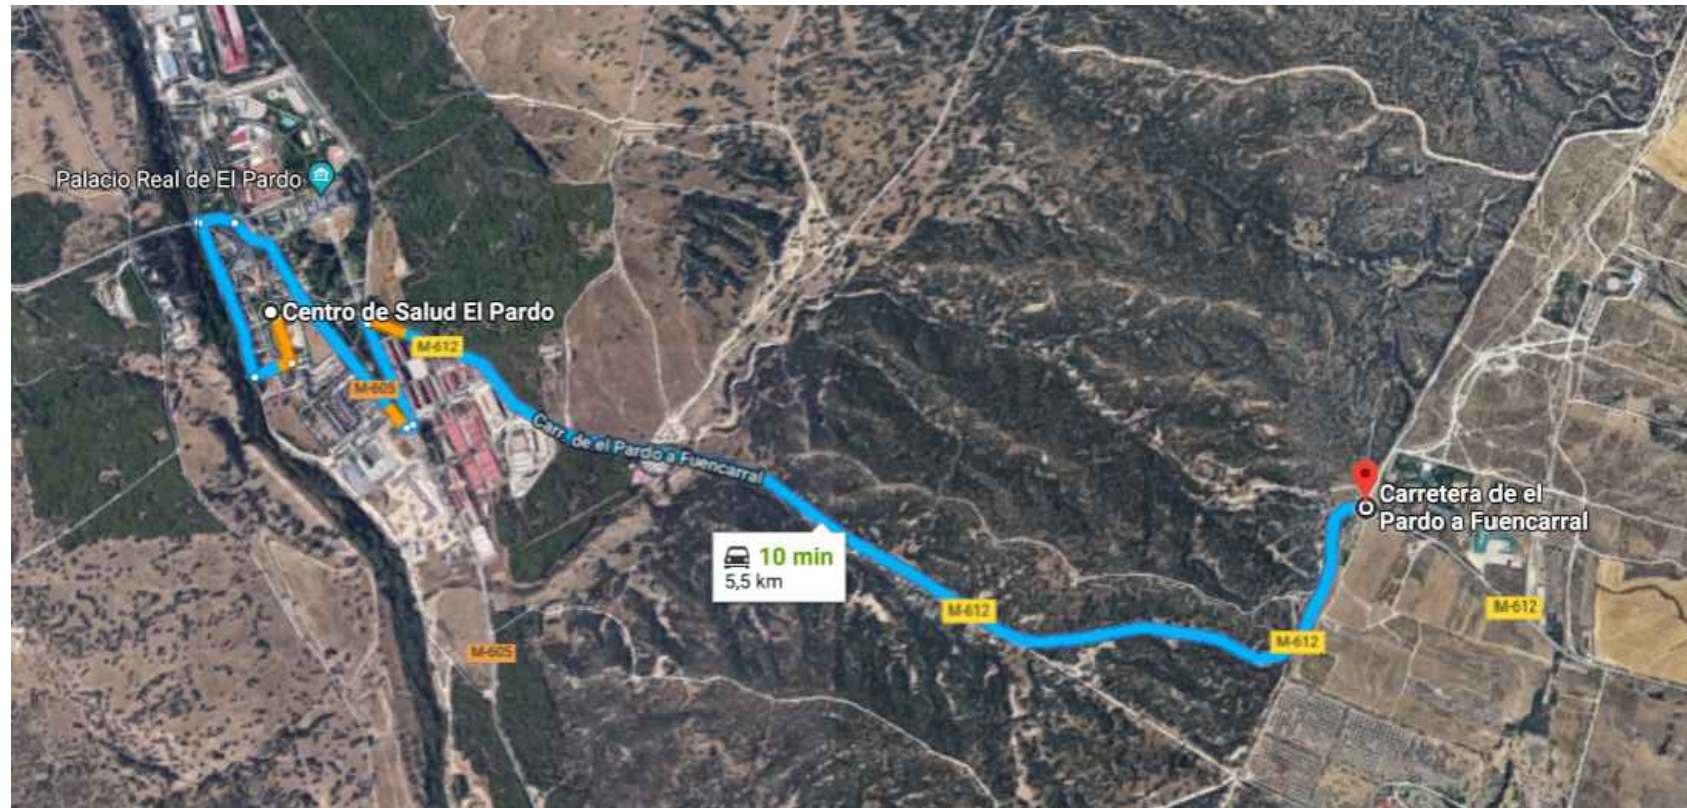 Palacio Real de El Pardo
Centro de Salud El Pardo
M-612
M-605
Carr. de el Pardo a Fuencarral
Carretera de el
Pardo a Fuencarral
10 min
5,5 km
M-612
M-612
M-612
M-605